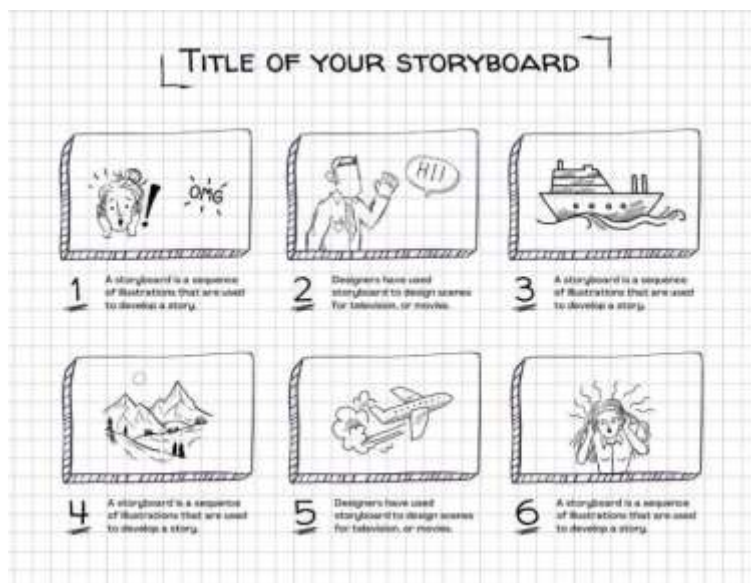 TITLE OF YOUR STORYBOARD
OMG
HI!
1
A storyboard is a sequence
of illustrations that are used
to develop a story.
2
Designers have used
storyboard to design scenes
for television, or movies.
3
A storyboard is a sequence
of illustrations that are used
to develop a story.
4
A storyboard is a sequence
of illustrations that are used
to develop a story.
5
Designers have used
storyboard to design scenes
for television, or movies.
6
A storyboard is a sequence
of illustrations that are used
to develop a story.